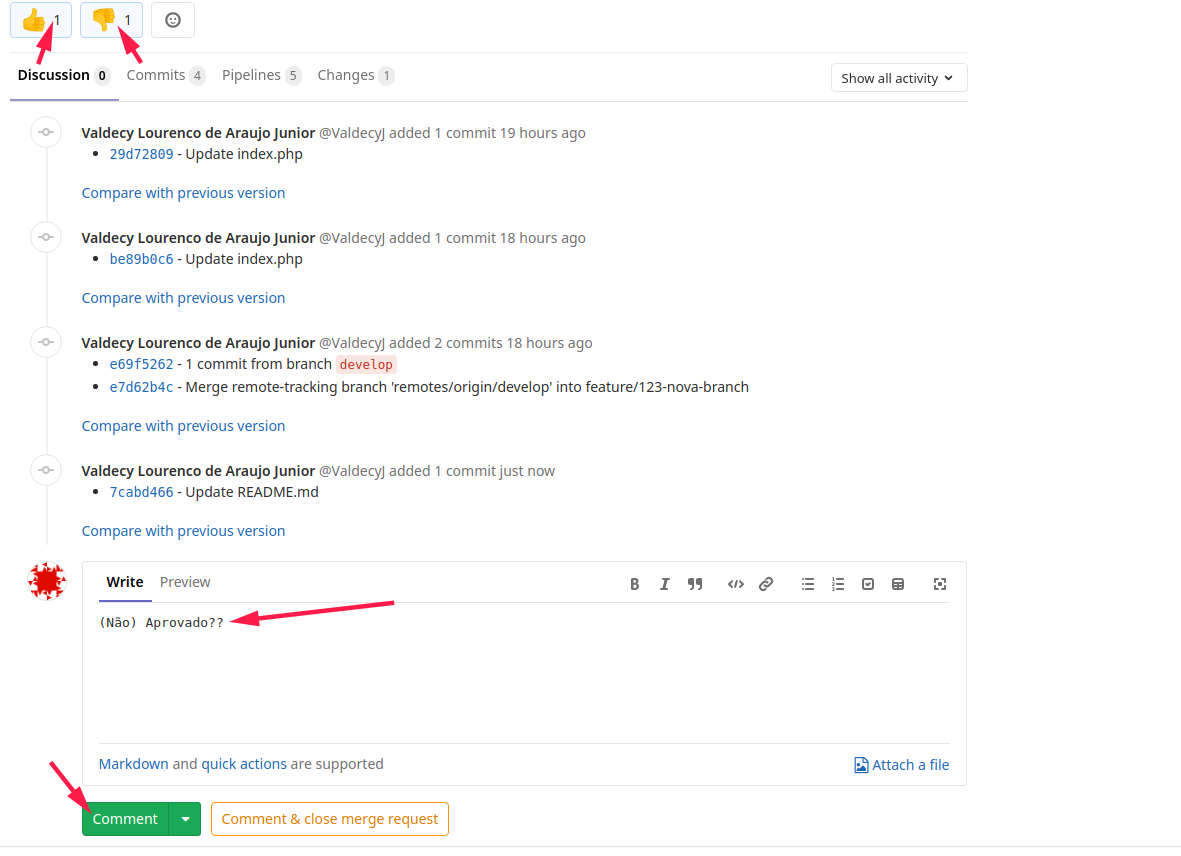 👍 1 👎 1
Discussion 0 Commits 4 Pipelines 5 Changes 1 Show all activity
Valdecy Lourenco de Araujo Junior @ValdecyJ added 1 commit 19 hours ago
• 29d72809 - Update index.php
Compare with previous version
Valdecy Lourenco de Araujo Junior @ValdecyJ added 1 commit 18 hours ago
• be89b0c6 - Update index.php
Compare with previous version
Valdecy Lourenco de Araujo Junior @ValdecyJ added 2 commits 18 hours ago
• e69f5262 - 1 commit from branch develop
• e7d62b4c - Merge remote-tracking branch 'remotes/origin/develop' into feature/123-nova-branch
Compare with previous version
Valdecy Lourenco de Araujo Junior @ValdecyJ added 1 commit just now
• 7cabd466 - Update README.md
Compare with previous version
Write Preview
(Não) Aprovado??
Markdown and quick actions are supported Attach a file
Comment Comment & close merge request